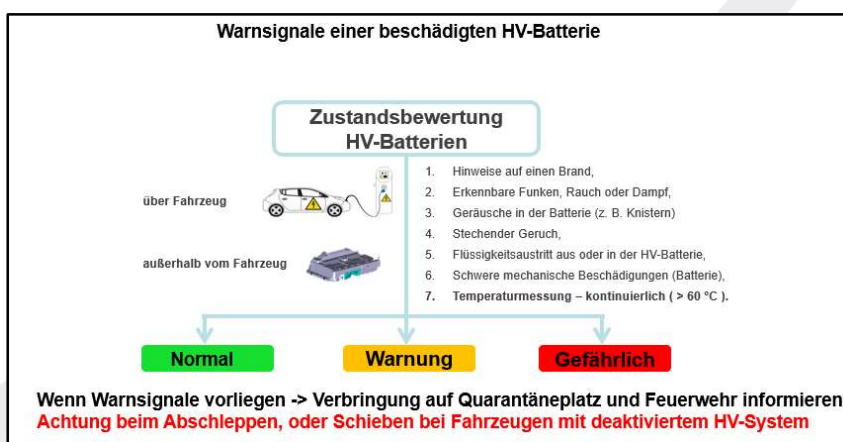 Warnsignale einer beschädigten HV-Batterie
Zustandsbewertung
HV-Batterien
über Fahrzeug
außerhalb vom Fahrzeug
1. Hinweise auf einen Brand,
2. Erkennbare Funken, Rauch oder Dampf,
3. Geräusche in der Batterie (z. B. Knistern)
4. Stechender Geruch,
5. Flüssigkeitsaustritt aus oder in der HV-Batterie,
6. Schwere mechanische Beschädigungen (Batterie),
7. Temperaturmessung – kontinuierlich ( > 60 °C ).
Normal
Warnung
Gefährlich
Wenn Warnsignale vorliegen -> Verbringung auf Quarantäneplatz und Feuerwehr informieren
Achtung beim Abschleppen, oder Schieben bei Fahrzeugen mit deaktiviertem HV-System